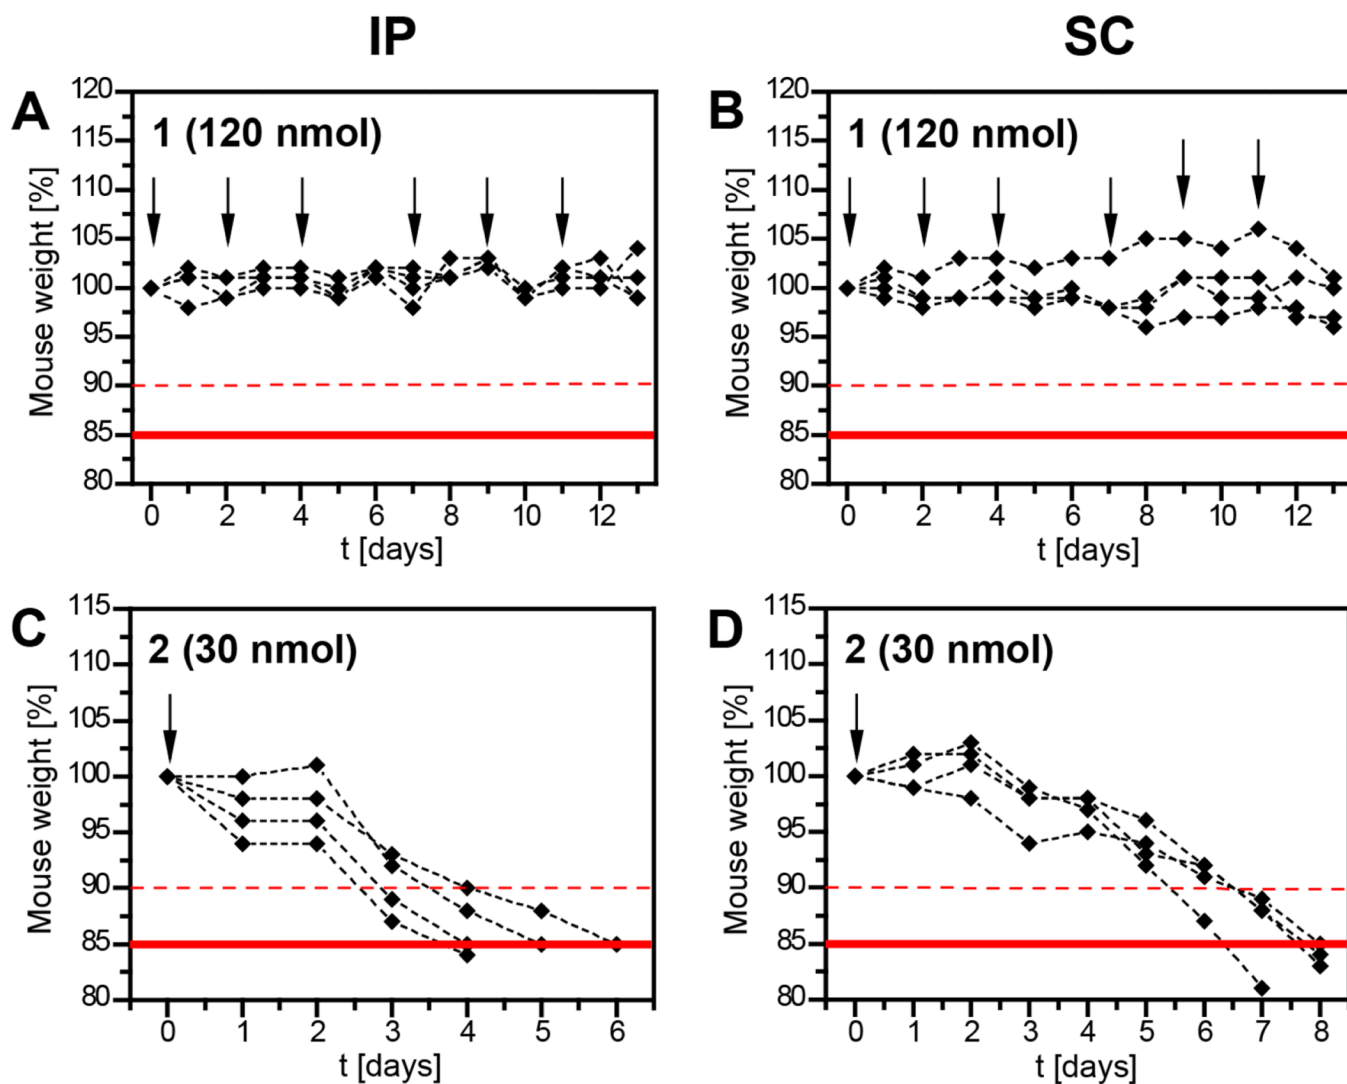 IP
SC
A
1 (120 nmol)
Mouse weight [%]
120
115
110
105
100
95
90
85
80
0 2 4 6 8 10 12
t [days]
B
1 (120 nmol)
Mouse weight [%]
120
115
110
105
100
95
90
85
80
0 2 4 6 8 10 12
t [days]
C
2 (30 nmol)
Mouse weight [%]
115
110
105
100
95
90
85
80
0 1 2 3 4 5 6
t [days]
D
2 (30 nmol)
Mouse weight [%]
115
110
105
100
95
90
85
80
0 1 2 3 4 5 6 7 8
t [days]